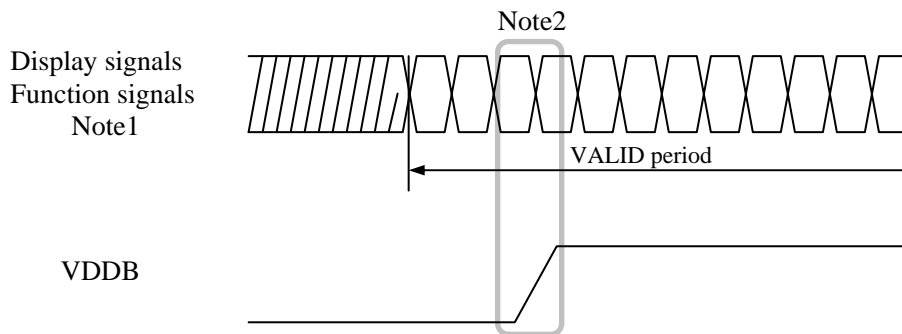 Note2
Display signals
Function signals
Note1
VALID period
VDDB